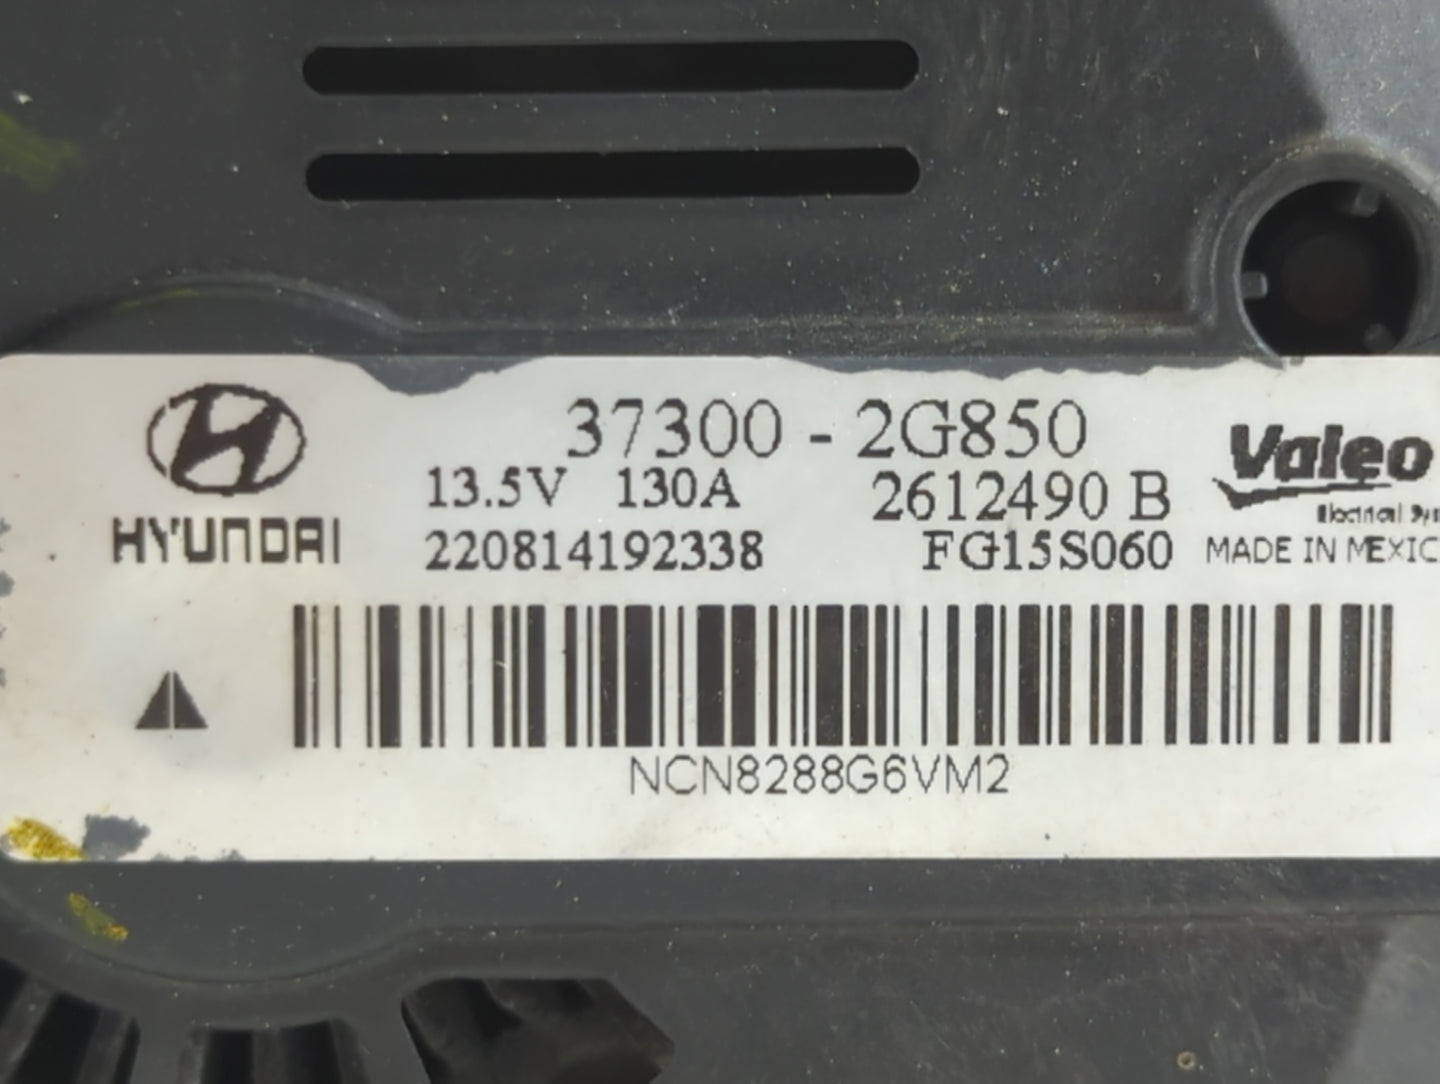 37300 - 2G850
HYUNDAI
13.5V 130A 2612490 B
Valeo
220814192338 FG15S060
MADE IN MEXIC
NCN8288G6VM2